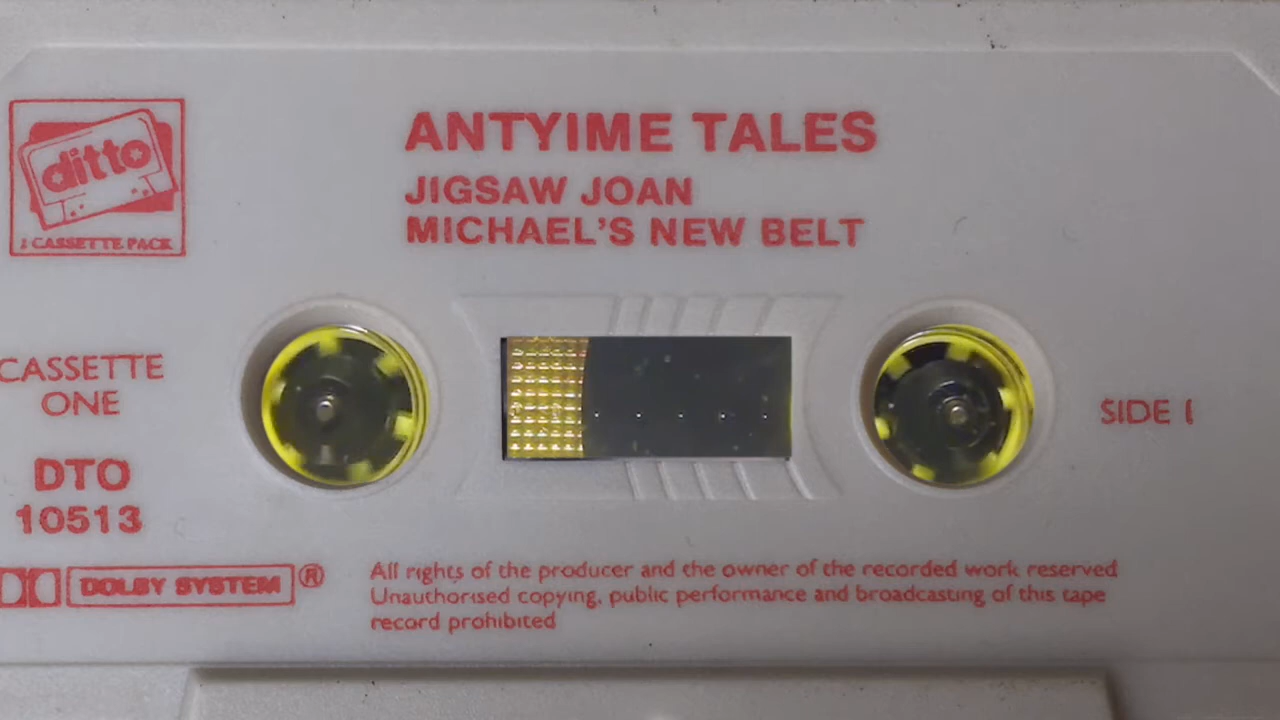 ditto
1 CASSETTE PACK
ANTYIME TALES
JIGSAW JOAN
MICHAEL'S NEW BELT
CASSETTE
ONE
DTO
10513
SIDE 1
DOLBY SYSTEM ®
All rights of the producer and the owner of the recorded work reserved
Unauthorised copying, public performance and broadcasting of this tape
record prohibited